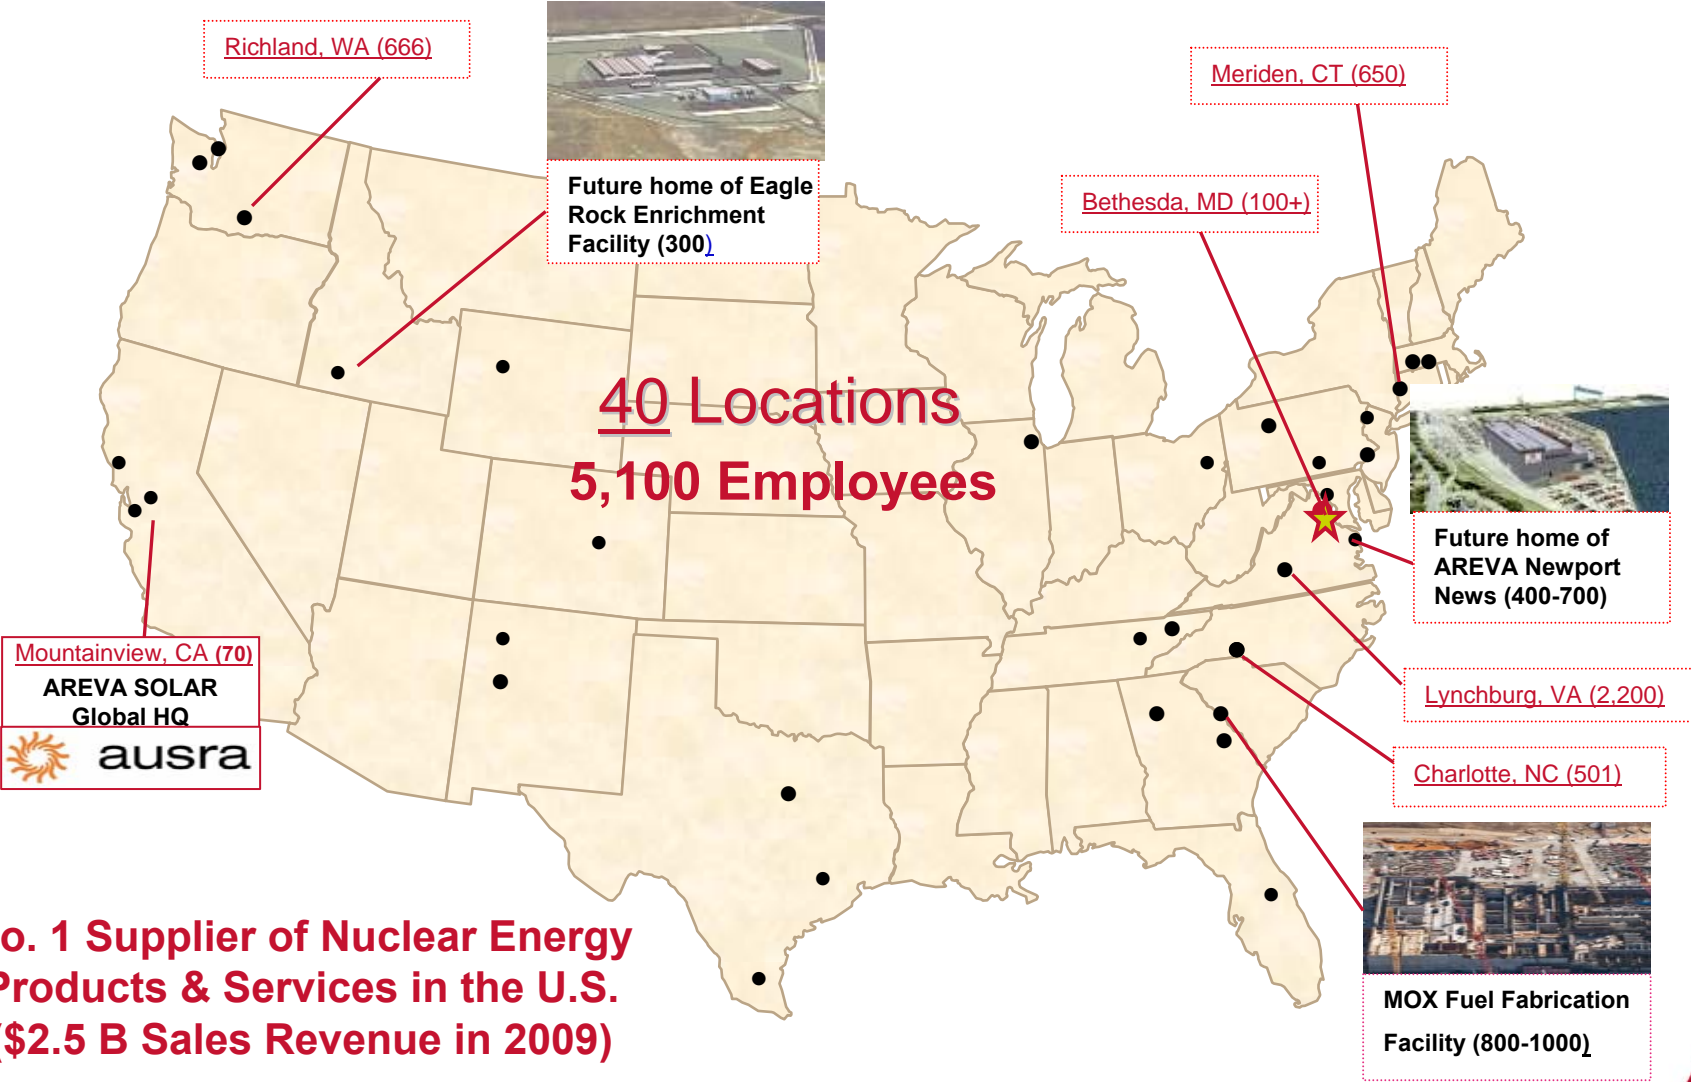 Richland, WA (666)
Meriden, CT (650)
Future home of Eagle
Rock Enrichment
Facility (300)
Bethesda, MD (100+)
40 Locations
5,100 Employees
Future home of
AREVA Newport
News (400-700)
Mountainview, CA (70)
AREVA SOLAR
Global HQ
ausra
Lynchburg, VA (2,200)
Charlotte, NC (501)
o. 1 Supplier of Nuclear Energy
Products & Services in the U.S.
($2.5 B Sales Revenue in 2009)
MOX Fuel Fabrication
Facility (800-1000)